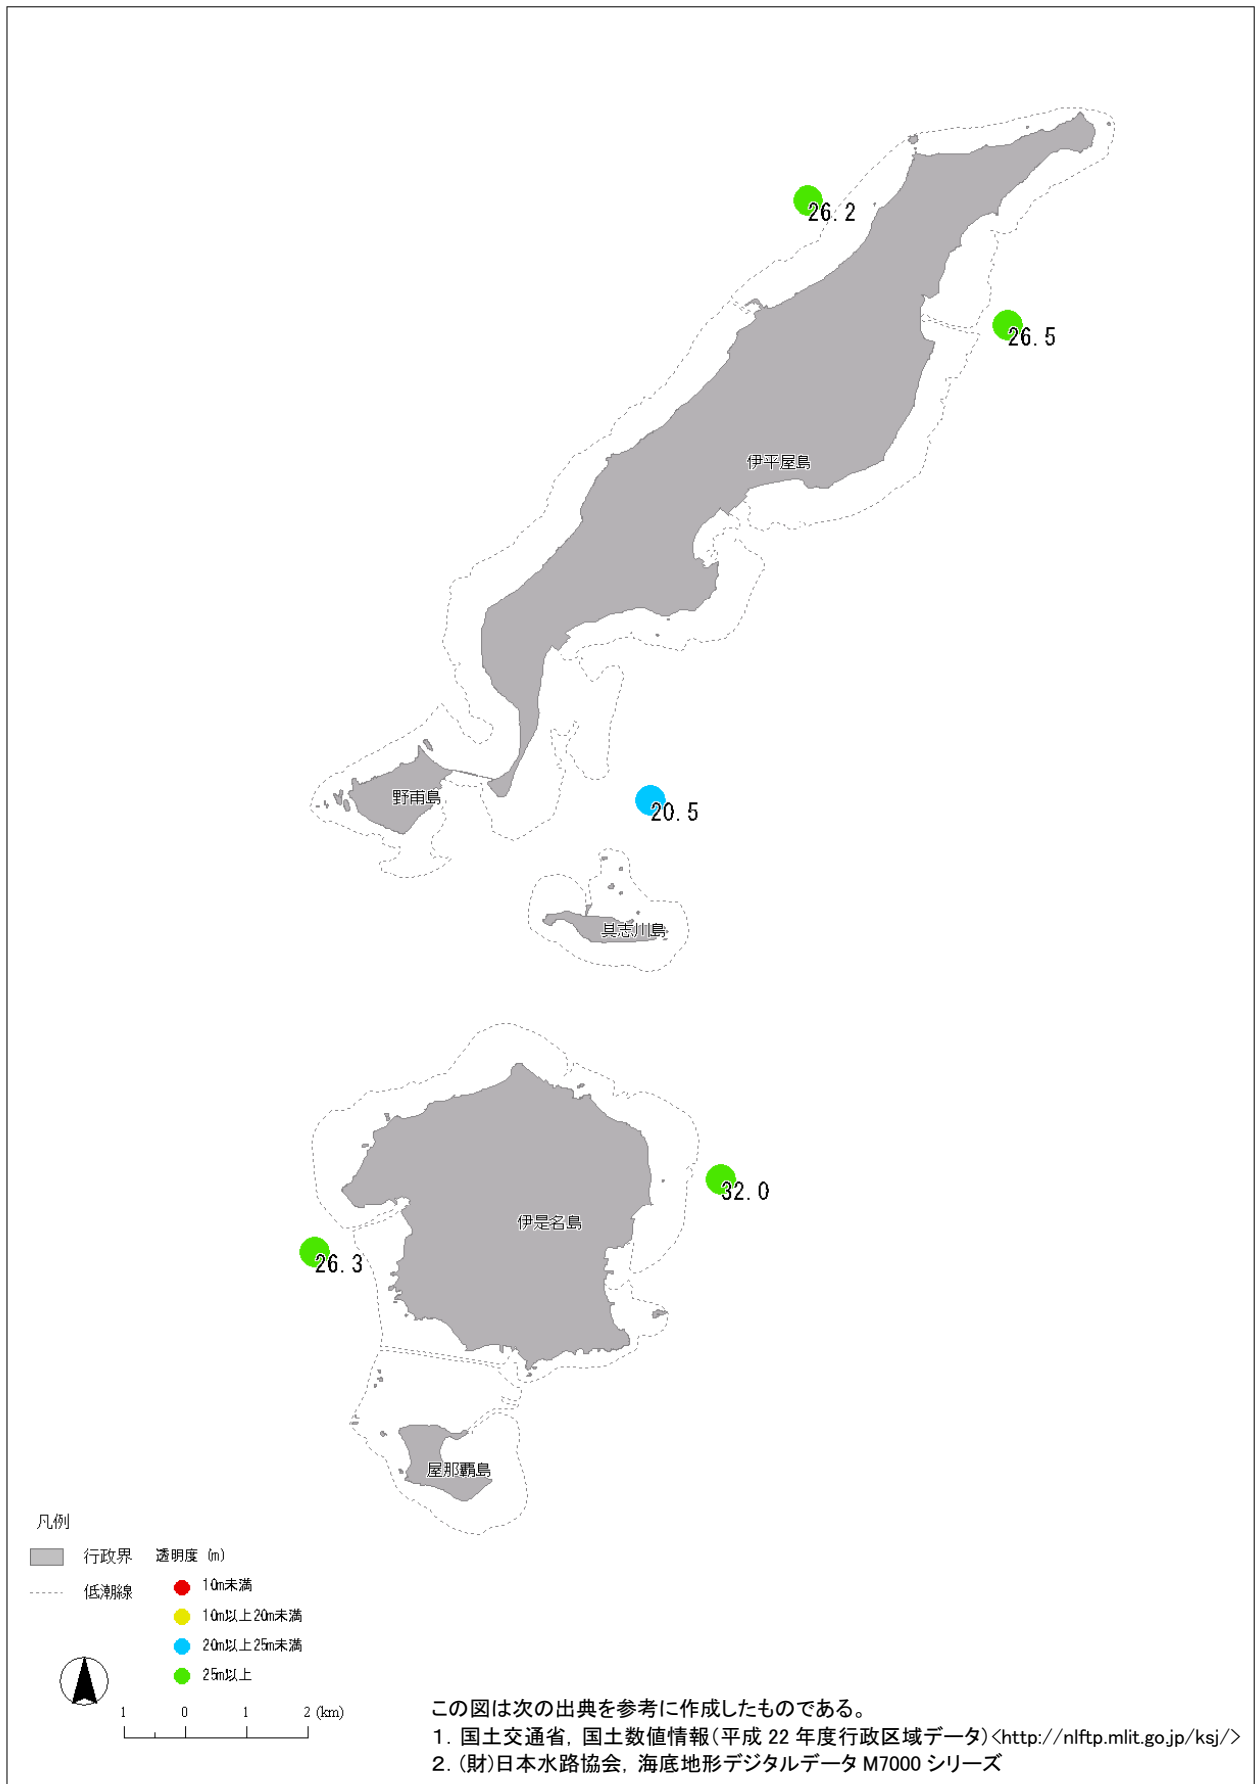 26.2
26.5
伊平屋島
野甫島
20.5
具志川島
32.0
伊是名島
26.3
屋那覇島
凡例
行政界 透明度 (m)
低潮線
10m未満
10m以上20m未満
20m以上25m未満
25m以上
1 0 1 2 (km)
この図は次の出典を参考に作成したものである。
1. 国土交通省, 国土数値情報(平成 22 年度行政区域データ)<http://nlftp.mlit.go.jp/ksj/>
2. (財)日本水路協会, 海底地形デジタルデータ M7000 シリーズ